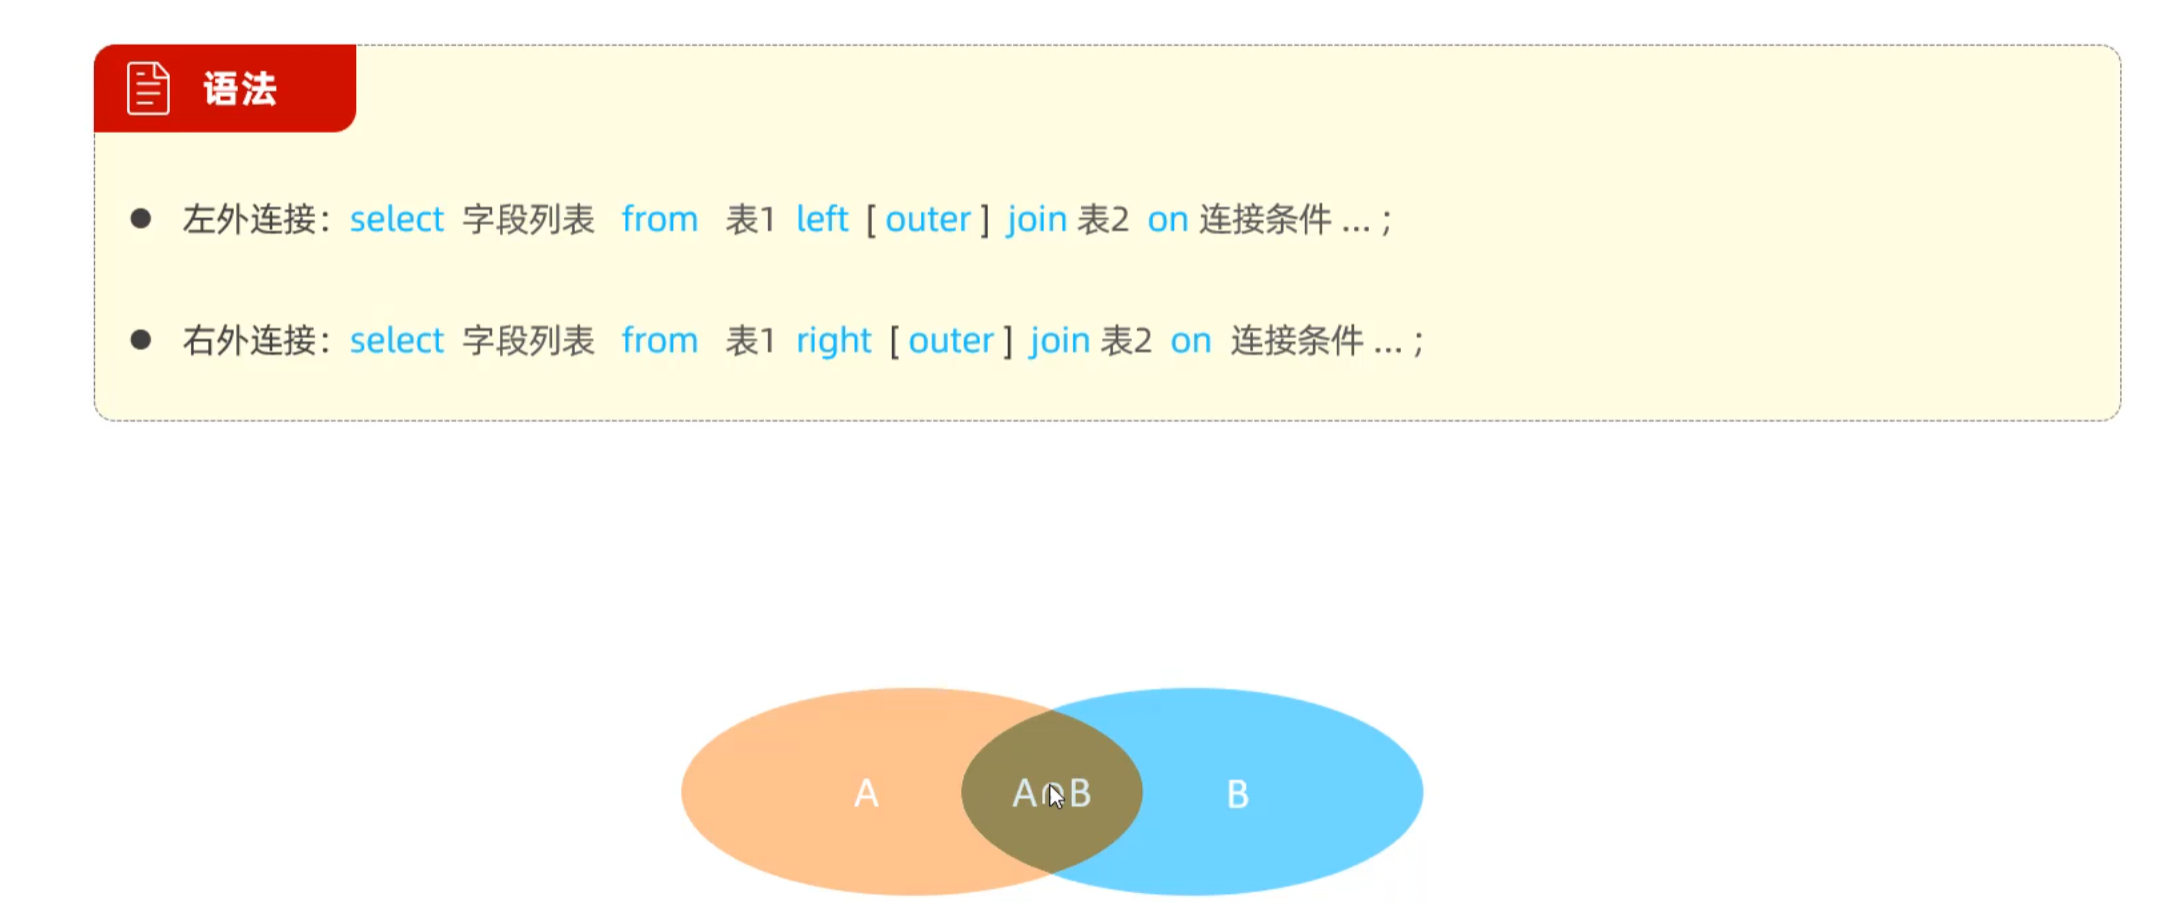 语法
左外连接：select 字段列表 from 表1 left [ outer ] join 表2 on 连接条件 ... ;
右外连接：select 字段列表 from 表1 right [ outer ] join 表2 on 连接条件 ... ;
A A∩B B